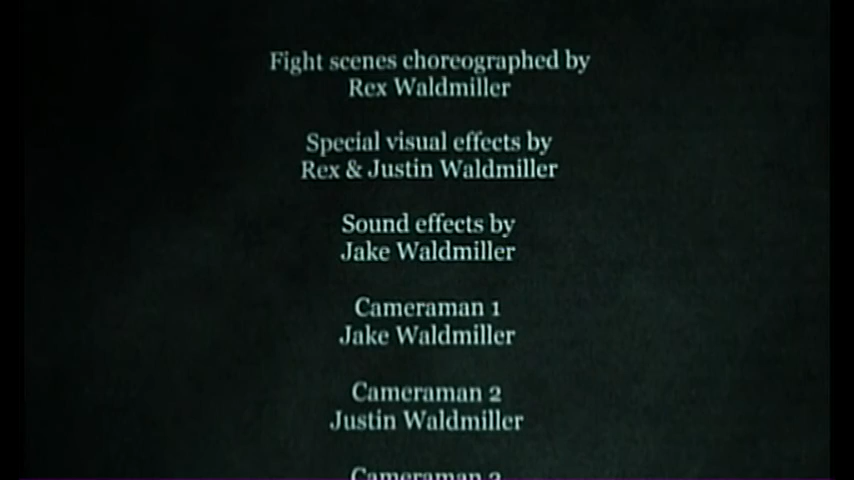 Fight scenes choreographed by
Rex Waldmiller
Special visual effects by
Rex & Justin Waldmiller
Sound effects by
Jake Waldmiller
Cameraman 1
Jake Waldmiller
Cameraman 2
Justin Waldmiller
Cameraman